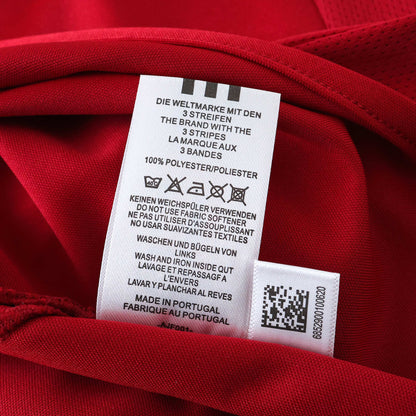 DIE WELTMARKE MIT DEN
3 STREIFEN
THE BRAND WITH THE
3 STRIPES
LA MARQUE AUX
3 BANDES
100% POLYESTER/POLIESTER
KEINEN WEICHSPÜLER VERWENDEN
DO NOT USE FABRIC SOFTENER
NE PAS UTILISER D'ASSOUPLISSANT
NO USAR SUAVIZANTES TEXTILES
WASCHEN UND BÜGELN VON
LINKS
WASH AND IRON INSIDE OUT
LAVAGE ET REPASSAGF A
L'ENVERS
LAVAR Y PLANCHAR AL REVES
MADE IN PORTUGAL
FABRIQUE AU PORTUGAL
6852900100620